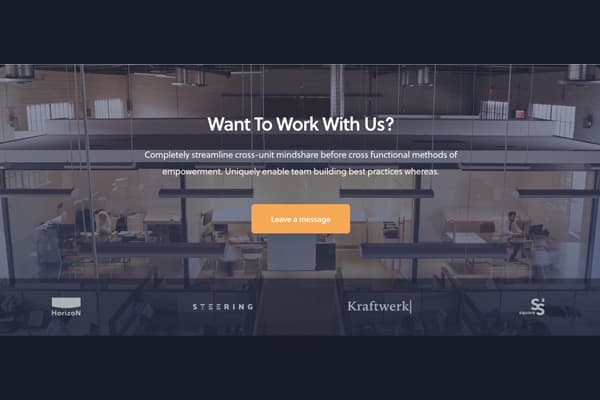 Want To Work With Us?
Completely streamline cross-unit mindshare before cross functional methods of
empowerment. Uniquely enable team building best practices whereas.
Leave a message
HorizoN
STEERING
Kraftwerk
square